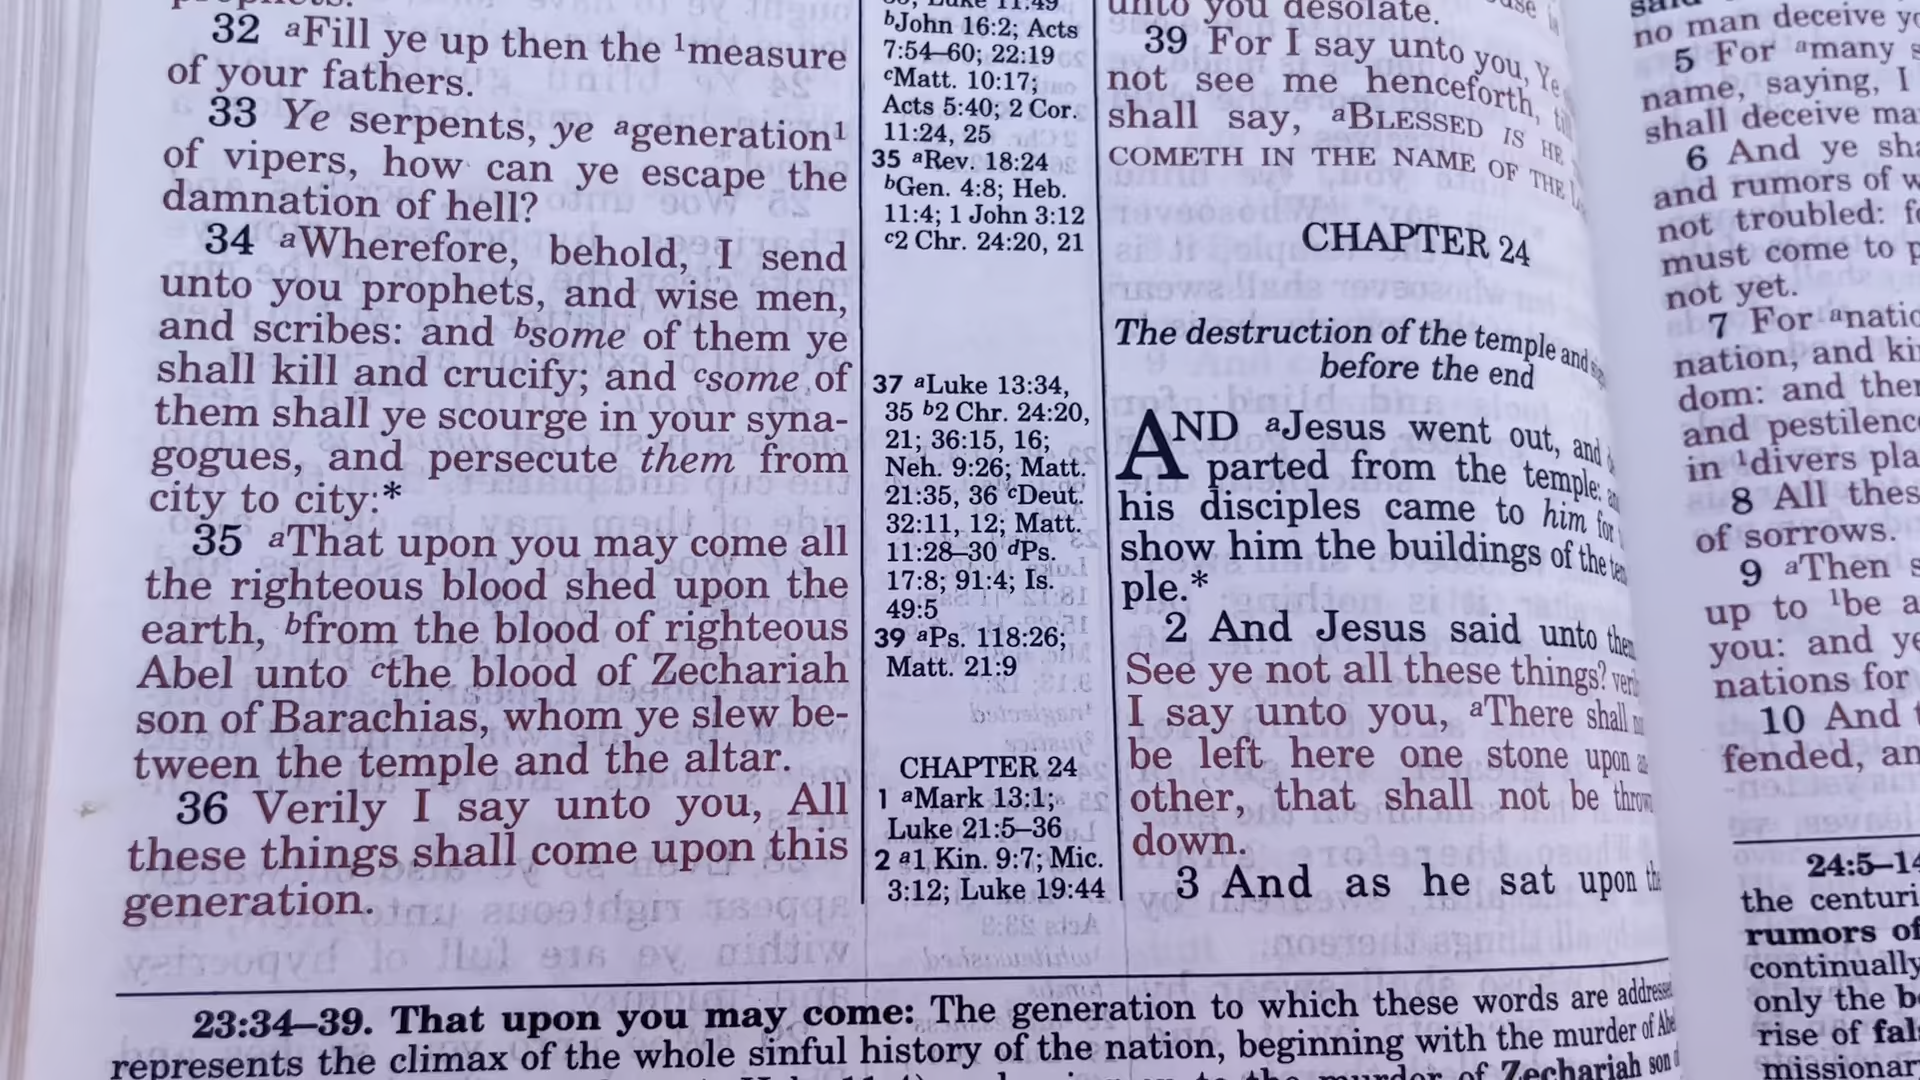 32 aFill ye up then the 1measure
of your fathers.
33 Ye serpents, ye ageneration1
of vipers, how can ye escape the
damnation of hell?
34 aWherefore, behold, I send
unto you prophets, and wise men,
and scribes: and bsome of them ye
shall kill and crucify; and csome of
them shall ye scourge in your syna-
gogues, and persecute them from
city to city:*
35 aThat upon you may come all
the righteous blood shed upon the
earth, bfrom the blood of righteous
Abel unto cthe blood of Zechariah
son of Barachias, whom ye slew be-
tween the temple and the altar.
36 Verily I say unto you, All
these things shall come upon this
generation.
Luke 11:49
bJohn 16:2; Acts
7:54–60; 22:19
cMatt. 10:17;
Acts 5:40; 2 Cor.
11:24, 25
35 aRev. 18:24
bGen. 4:8; Heb.
11:4; 1 John 3:12
c2 Chr. 24:20, 21
37 aLuke 13:34,
35 b2 Chr. 24:20,
21; 36:15, 16;
Neh. 9:26; Matt.
21:35, 36 cDeut.
32:11, 12; Matt.
11:28–30 dPs.
17:8; 91:4; Is.
49:5
39 aPs. 118:26;
Matt. 21:9
CHAPTER 24
1 aMark 13:1;
Luke 21:5–36
2 a1 Kin. 9:7; Mic.
3:12; Luke 19:44
unto you desolate.
39 For I say unto you, Ye
not see me henceforth,
shall say, aBLESSED IS HE
COMETH IN THE NAME OF THE
CHAPTER 24
The destruction of the temple and
before the end
AND aJesus went out, and
parted from the temple:
his disciples came to him for
show him the buildings of the
ple.*
2 And Jesus said unto
See ye not all these things?
I say unto you, aThere shall
be left here one stone upon
other, that shall not be
down.
3 And as he sat upon
no man deceive
5 For amany
name, saying, I
shall deceive
6 And ye
and rumors of
not troubled:
must come to
not yet.
7 For
nation, and
dom: and
and
in 1divers
8 All
of sorrows.
9 aThen
up to 1be
you: and
nations for
10 And
fended,
23:34–39. That upon you may come: The generation to which these words are
represents the climax of the whole sinful history of the nation, beginning with the murder of
murder of Zechariah son
the
rumors of
continually
only the
rise of